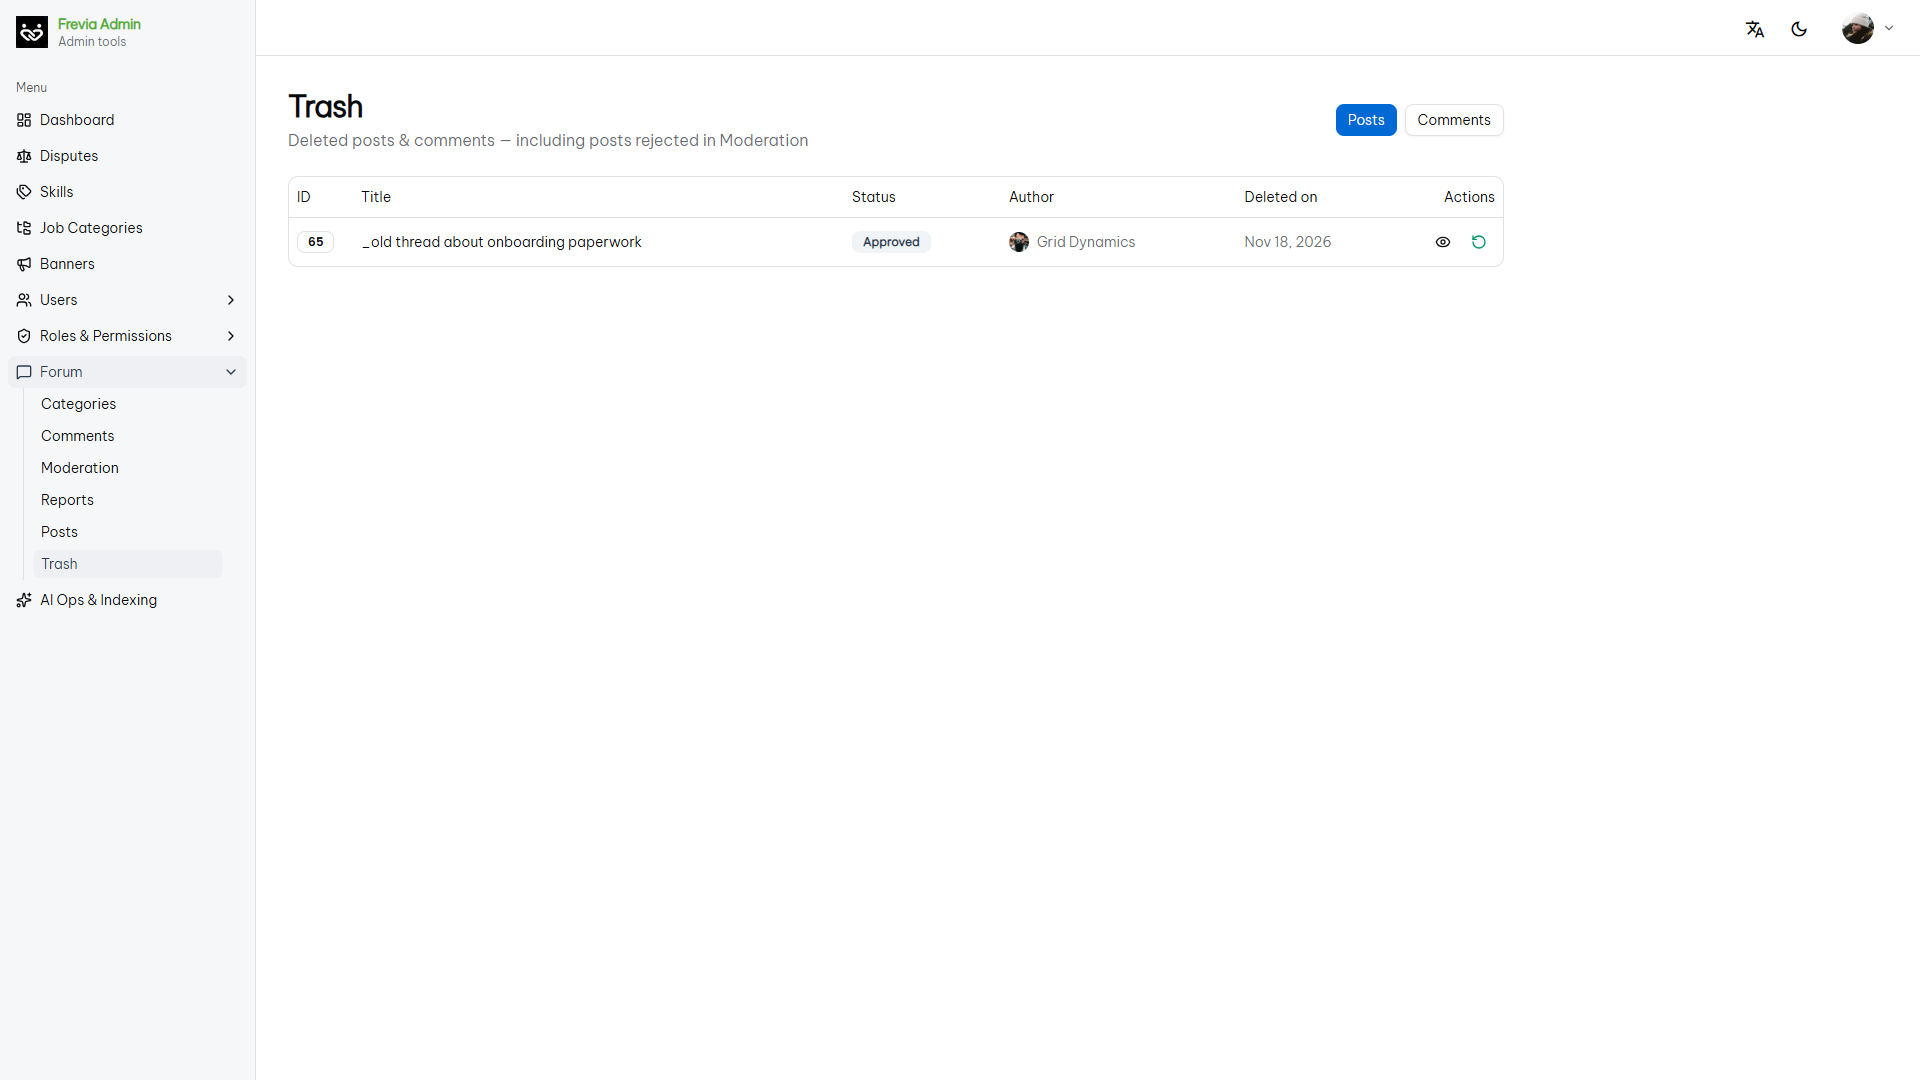 Frevia Admin
Admin tools
Menu
Dashboard
Disputes
Skills
Job Categories
Banners
Users
Roles & Permissions
Forum
Categories
Comments
Moderation
Reports
Posts
Trash
AI Ops & Indexing
Trash
Deleted posts & comments — including posts rejected in Moderation
Posts Comments
ID Title Status Author Deleted on Actions
65 _old thread about onboarding paperwork Approved Grid Dynamics Nov 18, 2026